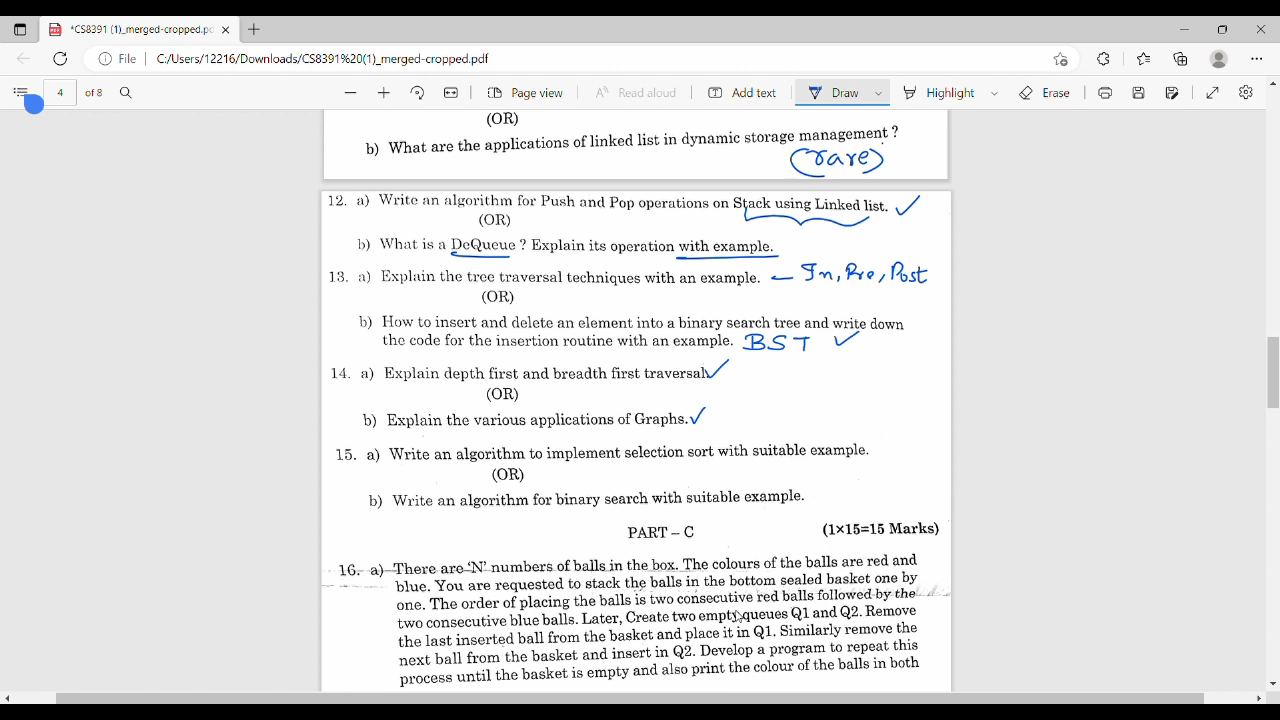 *CS8391 (1)_merged-cropped.pd
File
C:/Users/12216/Downloads/CS8391%20(1)_merged-cropped.pdf
4 of 8
Page view
Read aloud
Add text
Draw
Highlight
Erase
(OR)
b) What are the applications of linked list in dynamic storage management ?
(rare)
12. a) Write an algorithm for Push and Pop operations on Stack using Linked list.
(OR)
b) What is a DeQueue ? Explain its operation with example.
13. a) Explain the tree traversal techniques with an example. ← In, Pre, Post
(OR)
b) How to insert and delete an element into a binary search tree and write down
the code for the insertion routine with an example. BST ✓
14. a) Explain depth first and breadth first traversal.
(OR)
b) Explain the various applications of Graphs.
15. a) Write an algorithm to implement selection sort with suitable example.
(OR)
b) Write an algorithm for binary search with suitable example.
PART – C (1×15=15 Marks)
16. a) There are 'N' numbers of balls in the box. The colours of the balls are red and
blue. You are requested to stack the balls in the bottom sealed basket one by
one. The order of placing the balls is two consecutive red balls followed by the
two consecutive blue balls. Later, Create two empty queues Q1 and Q2. Remove
the last inserted ball from the basket and place it in Q1. Similarly remove the
next ball from the basket and insert in Q2. Develop a program to repeat this
process until the basket is empty and also print the colour of the balls in both